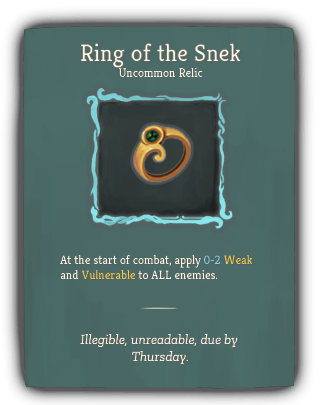 Ring of the Snek
Uncommon Relic
At the start of combat, apply 0-2 Weak
and Vulnerable to ALL enemies.
Illegible, unreadable, due by
Thursday.